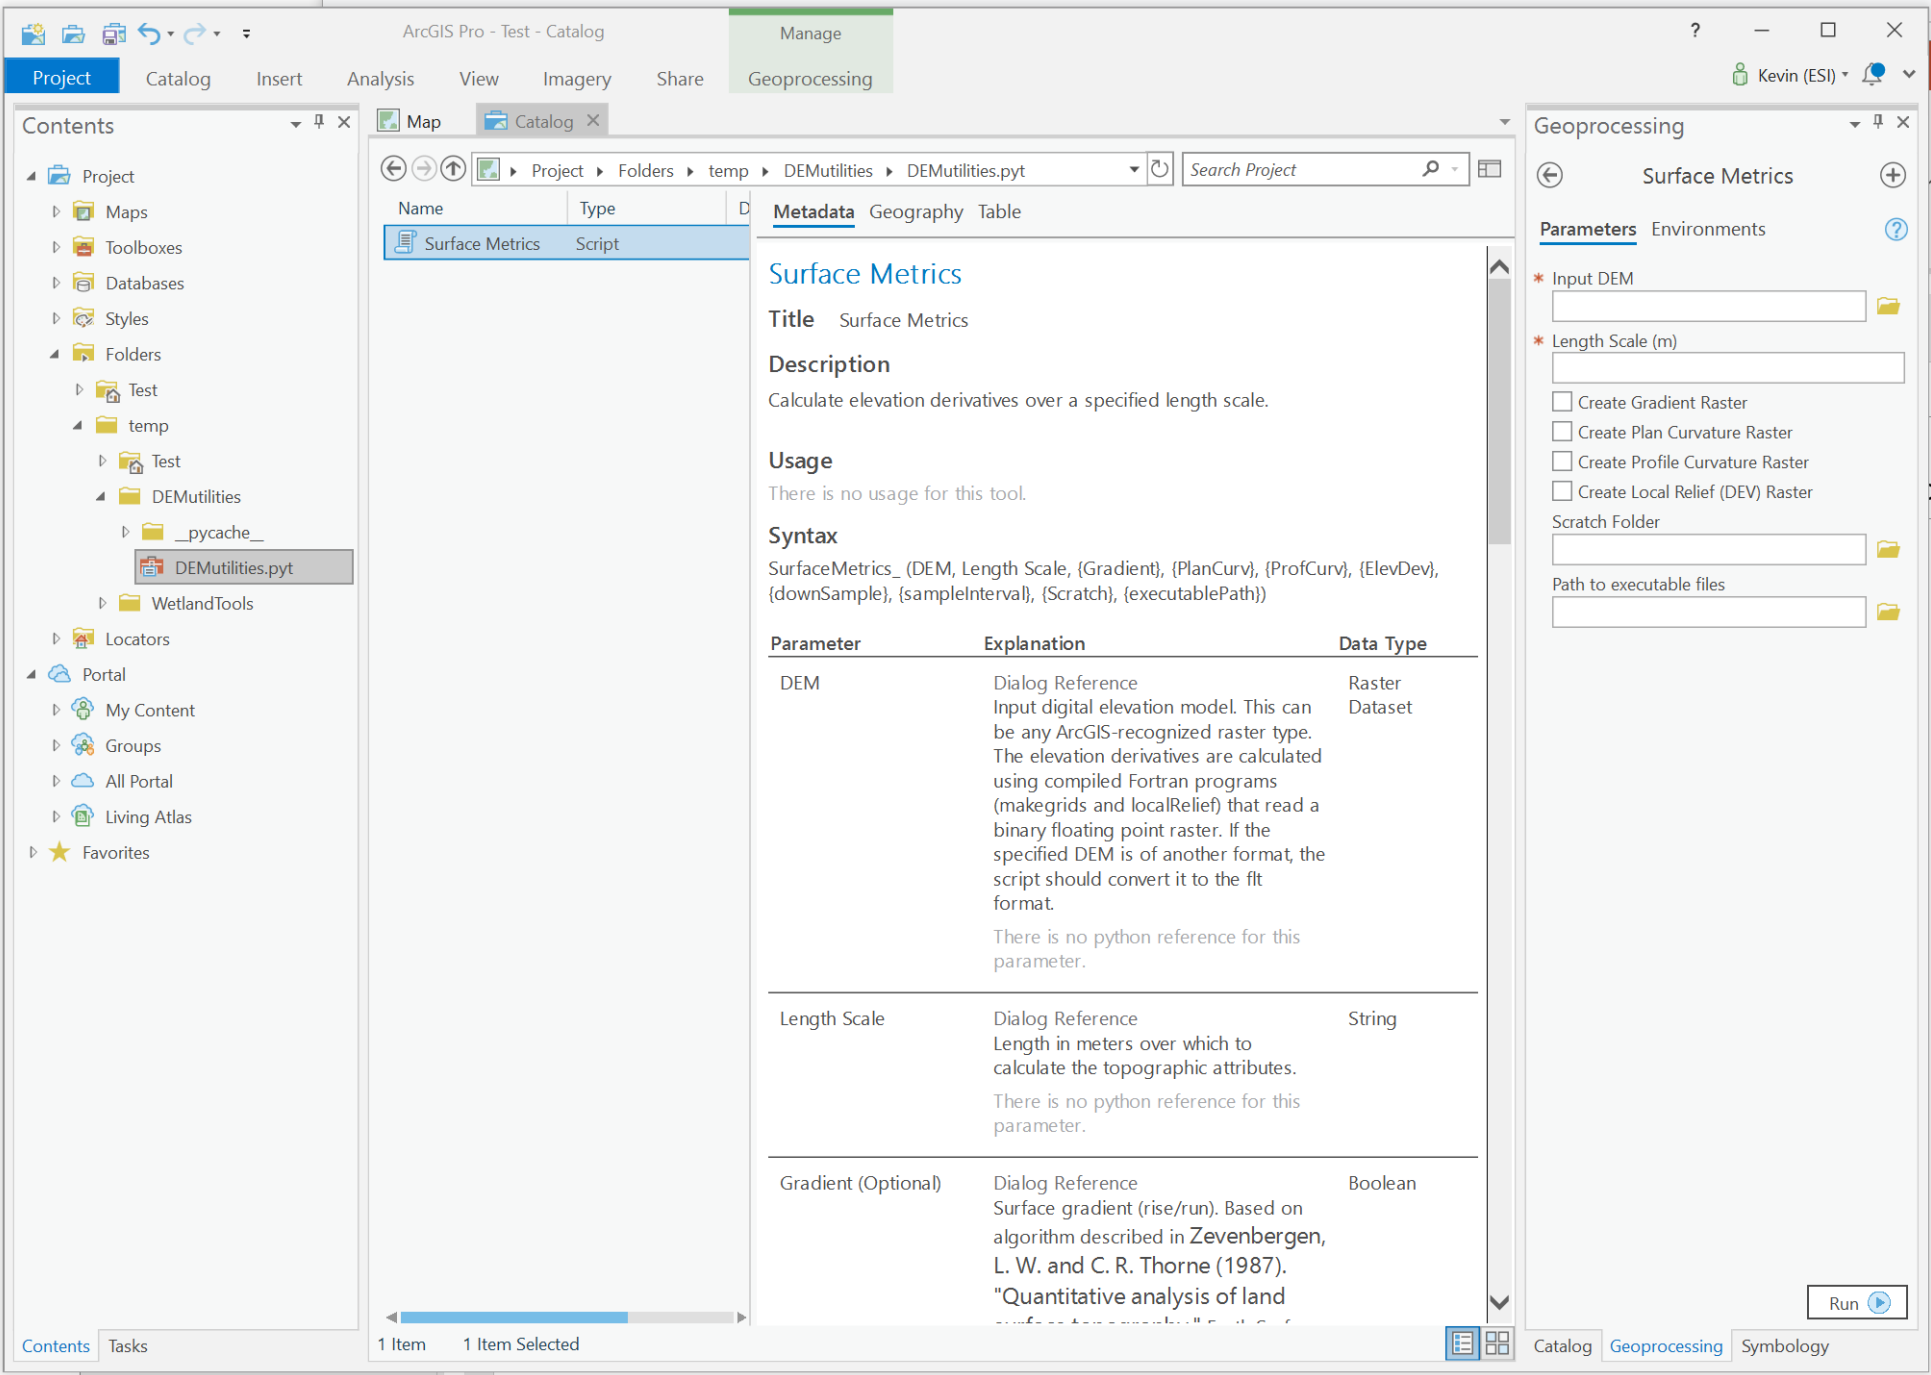 ArcGIS Pro - Test - Catalog
Manage
?
Project
Catalog
Insert
Analysis
View
Imagery
Share
Geoprocessing
Kevin (ESI)
Contents
Project
Maps
Toolboxes
Databases
Styles
Folders
Test
temp
Test
DEMutilities
__pycache__
DEMutilities.pyt
WetlandTools
Locators
Portal
My Content
Groups
All Portal
Living Atlas
Favorites
Contents
Tasks
Map
Catalog
Project
Folders
temp
DEMutilities
DEMutilities.pyt
Search Project
Name
Type
D
Surface Metrics
Script
1 Item
1 Item Selected
Metadata
Geography
Table
Surface Metrics
Title Surface Metrics
Description
Calculate elevation derivatives over a specified length scale.
Usage
There is no usage for this tool.
Syntax
SurfaceMetrics_ (DEM, Length Scale, {Gradient}, {PlanCurv}, {ProfCurv}, {ElevDev},
{downSample}, {sampleInterval}, {Scratch}, {executablePath})
Parameter
Explanation
Data Type
DEM
Dialog Reference
Input digital elevation model. This can
be any ArcGIS-recognized raster type.
The elevation derivatives are calculated
using compiled Fortran programs
(makegrids and localRelief) that read a
binary floating point raster. If the
specified DEM is of another format, the
script should convert it to the flt
format.
There is no python reference for this
parameter.
Raster
Dataset
Length Scale
Dialog Reference
Length in meters over which to
calculate the topographic attributes.
There is no python reference for this
parameter.
String
Gradient (Optional)
Dialog Reference
Surface gradient (rise/run). Based on
algorithm described in Zevenbergen,
L. W. and C. R. Thorne (1987).
"Quantitative analysis of land
Boolean
Geoprocessing
Surface Metrics
Parameters
Environments
?
* Input DEM
* Length Scale (m)
Create Gradient Raster
Create Plan Curvature Raster
Create Profile Curvature Raster
Create Local Relief (DEV) Raster
Scratch Folder
Path to executable files
Run
Catalog
Geoprocessing
Symbology